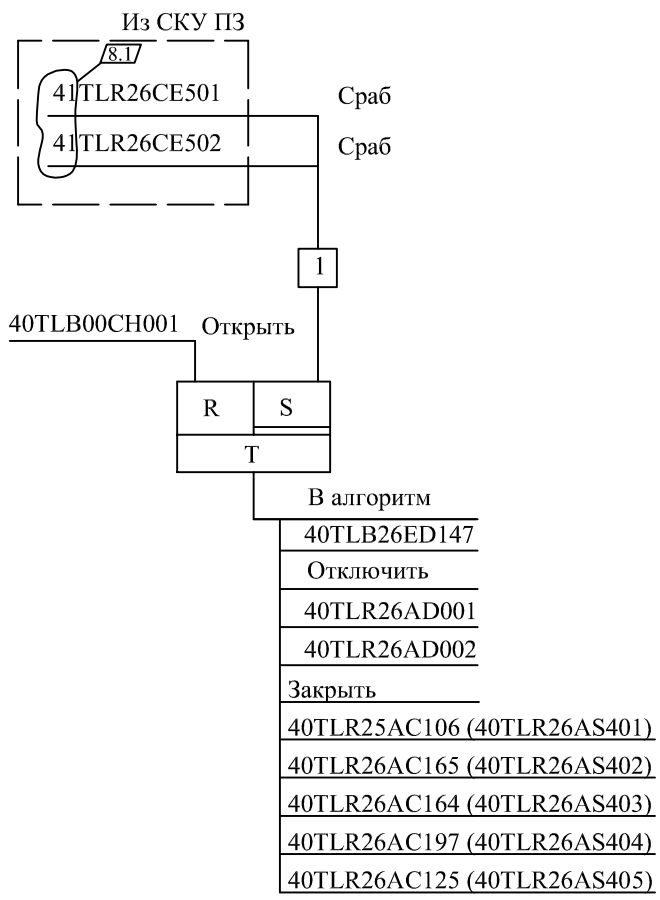 Из СКУ ПЗ
8.1
41TLR26CE501
Сраб
41TLR26CE502
Сраб
1
40TLB00CH001
Открыть
R
S
T
В алгоритм
40TLB26ED147
Отключить
40TLR26AD001
40TLR26AD002
Закрыть
40TLR25AC106 (40TLR26AS401)
40TLR26AC165 (40TLR26AS402)
40TLR26AC164 (40TLR26AS403)
40TLR26AC197 (40TLR26AS404)
40TLR26AC125 (40TLR26AS405)